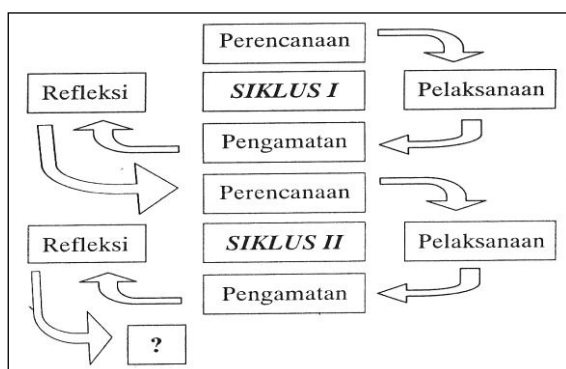 Perencanaan
Refleksi
SIKLUS I
Pelaksanaan
Pengamatan
Perencanaan
Refleksi
SIKLUS II
Pelaksanaan
Pengamatan
?